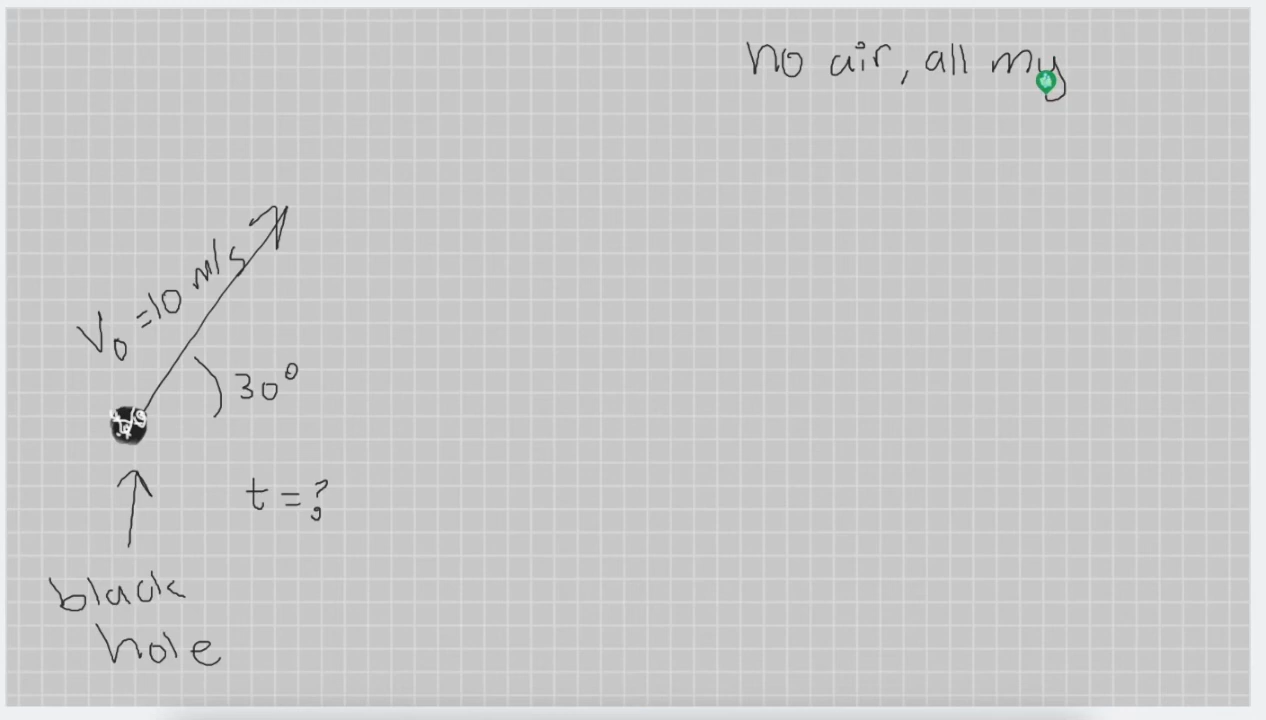 no air, all my
V₀ = 10 m/s
30°
t = ?
black
hole